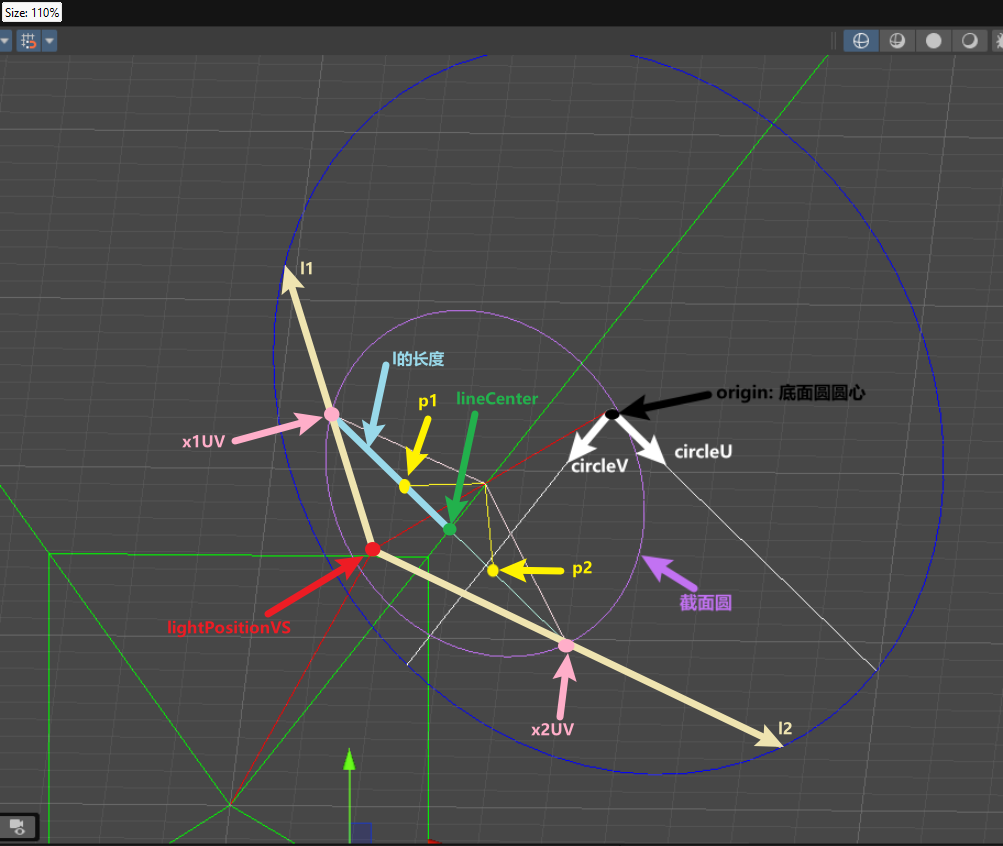 Size: 110%
l1
l的长度
p1
lineCenter
origin: 底面圆圆心
x1UV
circleV
circleU
p2
截面圆
lightPositionVS
x2UV
l2